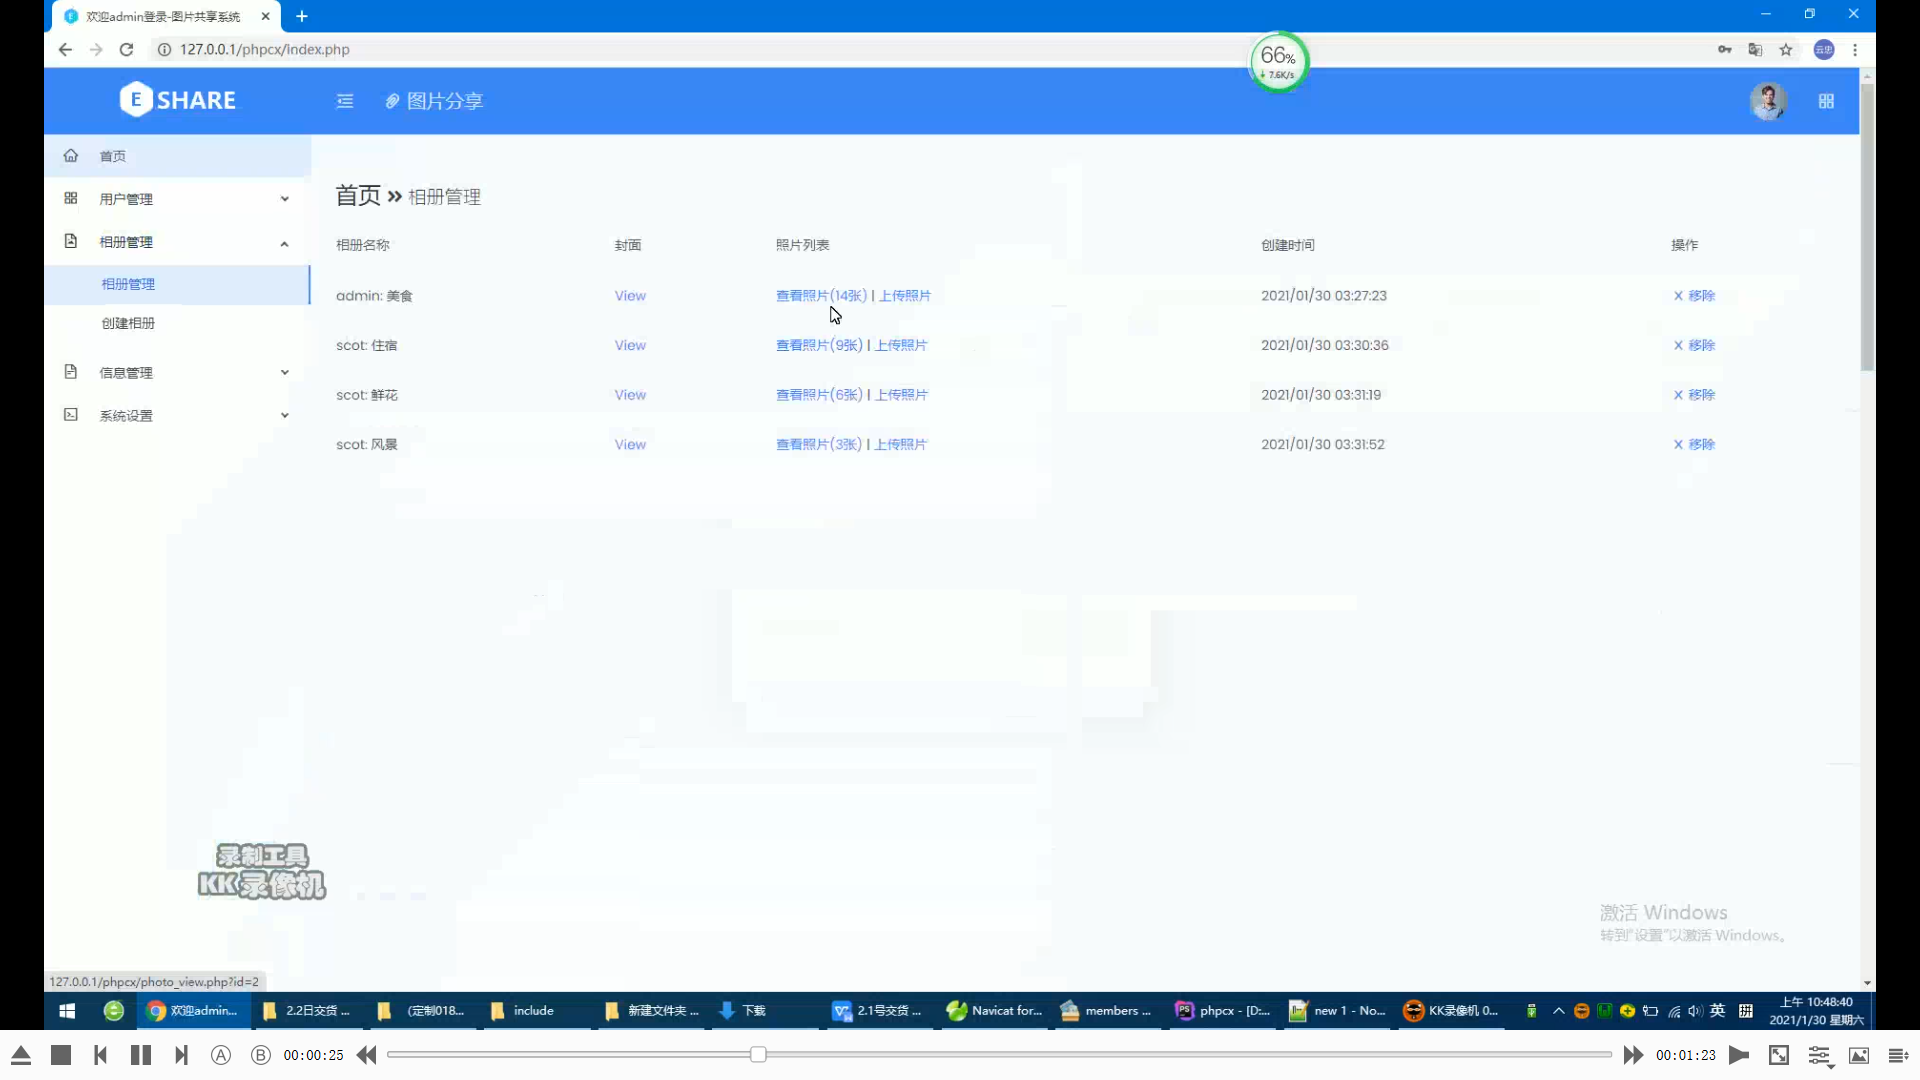 欢迎admin登录-图片共享系统
127.0.0.1/phpcx/index.php
66%
7.6K/s
云忠
E SHARE
图片分享
首页
用户管理
相册管理
相册管理
创建相册
信息管理
系统设置
首页 » 相册管理
相册名称 封面 照片列表 创建时间 操作
admin: 美食 View 查看照片(14张) | 上传照片 2021/01/30 03:27:23 X 移除
scot: 住宿 View 查看照片(9张) | 上传照片 2021/01/30 03:30:36 X 移除
scot: 鲜花 View 查看照片(6张) | 上传照片 2021/01/30 03:31:19 X 移除
scot: 风景 View 查看照片(3张) | 上传照片 2021/01/30 03:31:52 X 移除
录制工具
KK录像机
激活 Windows
转到"设置"以激活 Windows。
127.0.0.1/phpcx/photo_view.php?id=2
欢迎admin... 2.2日交货 ... (定制018... include 新建文件夹 ... 下载 2.1号交货 ... Navicat for... members ... phpcx - [D:... new 1 - No... KK录像机 0... 英 上午 10:48:40
2021/1/30 星期六
A B 00:00:25 00:01:23